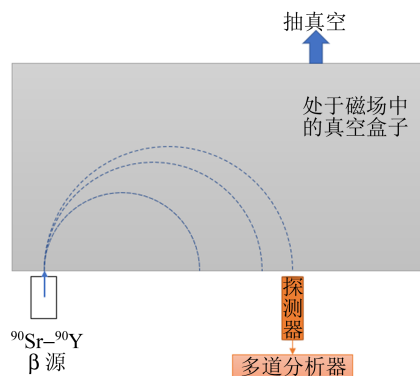 抽真空
处于磁场中
的真空盒子
⁹⁰Sr–⁹⁰Y
β 源
探测器
多道分析器